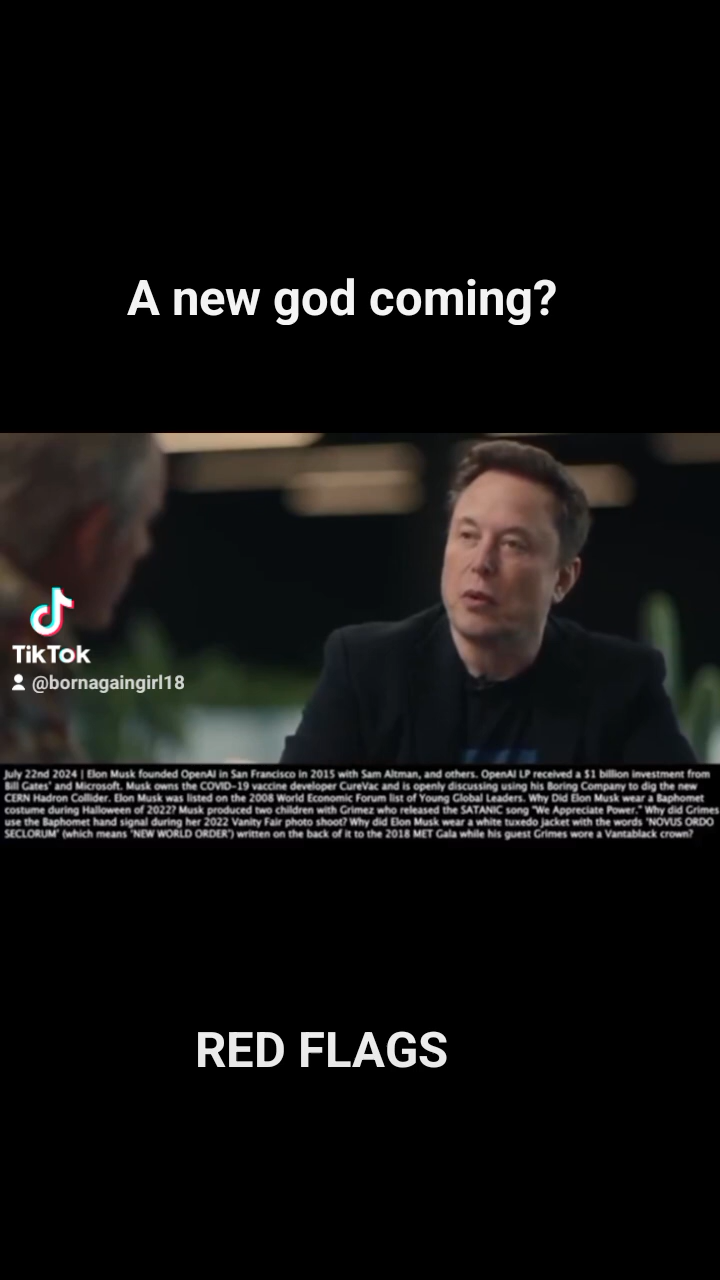 A new god coming?
TikTok
@bornagaingirl18
July 22nd 2024 | Elon Musk founded OpenAI in San Francisco in 2015 with Sam Altman, and others. OpenAI LP received a $1 billion investment from
Bill Gates' and Microsoft. Musk owns the COVID-19 vaccine developer CureVac and is openly discussing using his Boring Company to dig the new
CERN Hadron Collider. Elon Musk was listed on the 2008 World Economic Forum list of Young Global Leaders. Why Did Elon Musk wear a Baphomet
costume during Halloween of 2022? Musk produced two children with Grimez who released the SATANIC song "We Appreciate Power." Why did Grimes
use the Baphomet hand signal during her 2022 Vanity Fair photo shoot? Why did Elon Musk wear a white tuxedo jacket with the words 'NOVUS ORDO
SECLORUM' (which means 'NEW WORLD ORDER') written on the back of it to the 2018 MET Gala while his guest Grimes wore a Vantablack crown?
RED FLAGS